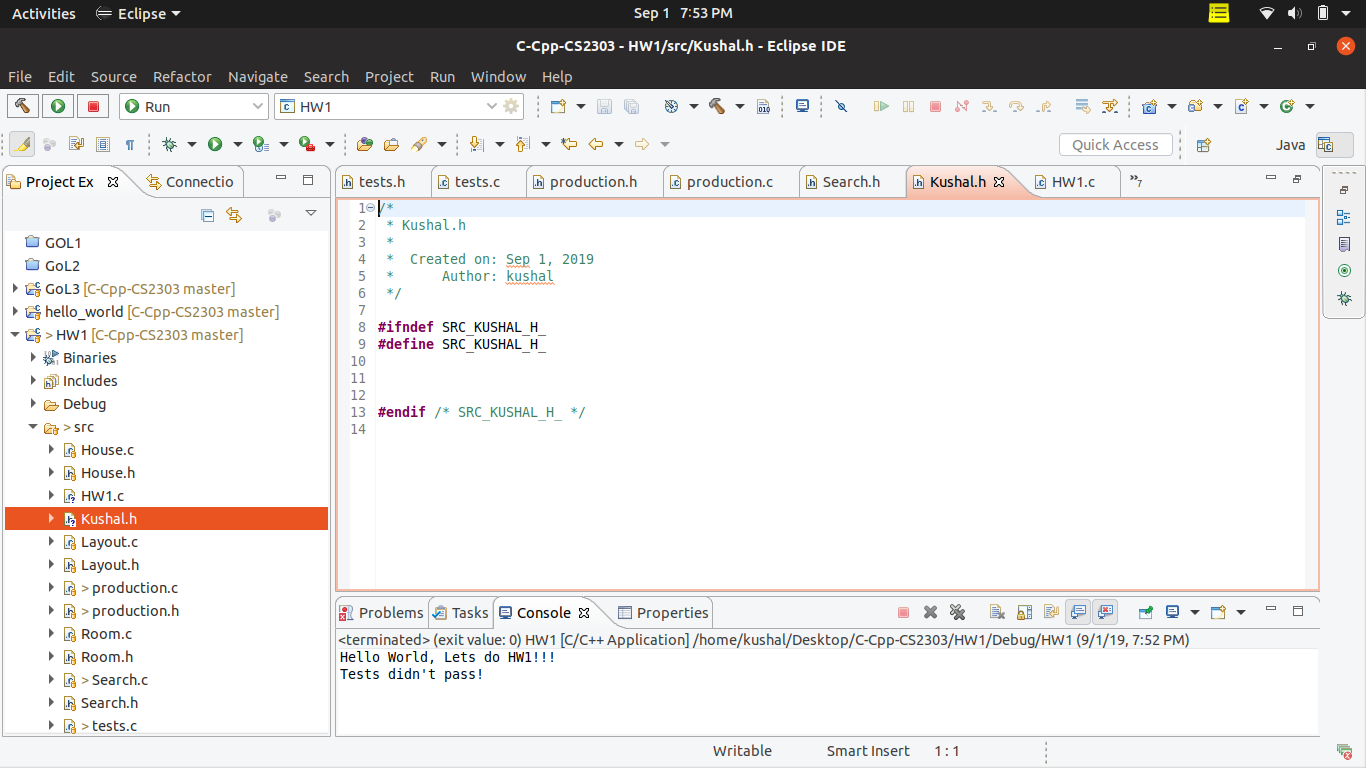 Activities Eclipse Sep 1 7:53 PM
C-Cpp-CS2303 - HW1/src/Kushal.h - Eclipse IDE
File Edit Source Refactor Navigate Search Project Run Window Help
Run HW1
Quick Access Java
Project Ex Connectio
tests.h tests.c production.h production.c Search.h Kushal.h HW1.c »7
GOL1
GoL2
GoL3 [C-Cpp-CS2303 master]
hello_world [C-Cpp-CS2303 master]
> HW1 [C-Cpp-CS2303 master]
Binaries
Includes
Debug
> src
House.c
House.h
HW1.c
Kushal.h
Layout.c
Layout.h
> production.c
> production.h
Room.c
Room.h
> Search.c
Search.h
> tests.c
1 /*
2  * Kushal.h
3  *
4  *  Created on: Sep 1, 2019
5  *      Author: kushal
6  */
7
8 #ifndef SRC_KUSHAL_H_
9 #define SRC_KUSHAL_H_
10
11
12
13 #endif /* SRC_KUSHAL_H_ */
14
Problems Tasks Console Properties
<terminated> (exit value: 0) HW1 [C/C++ Application] /home/kushal/Desktop/C-Cpp-CS2303/HW1/Debug/HW1 (9/1/19, 7:52 PM)
Hello World, Lets do HW1!!!
Tests didn't pass!
Writable Smart Insert 1 : 1